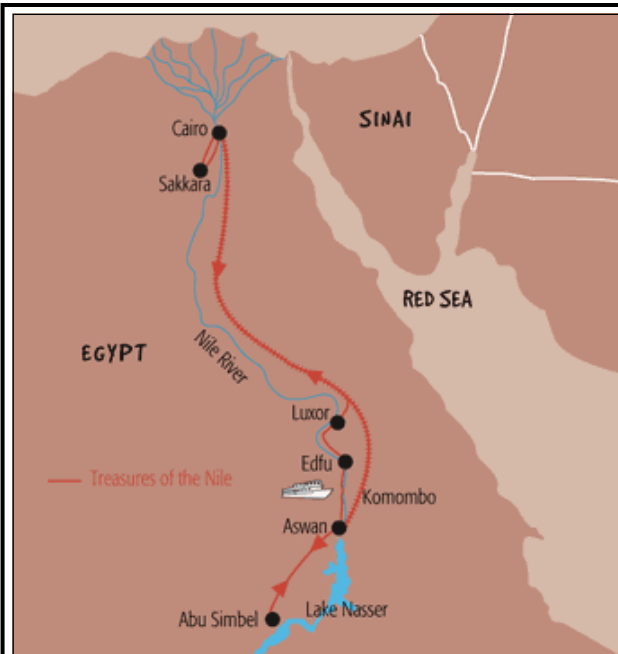 Cairo
SINAI
Sakkara
RED SEA
EGYPT
Nile River
Luxor
Edfu
Treasures of the Nile
Komombo
Aswan
Abu Simbel
Lake Nasser